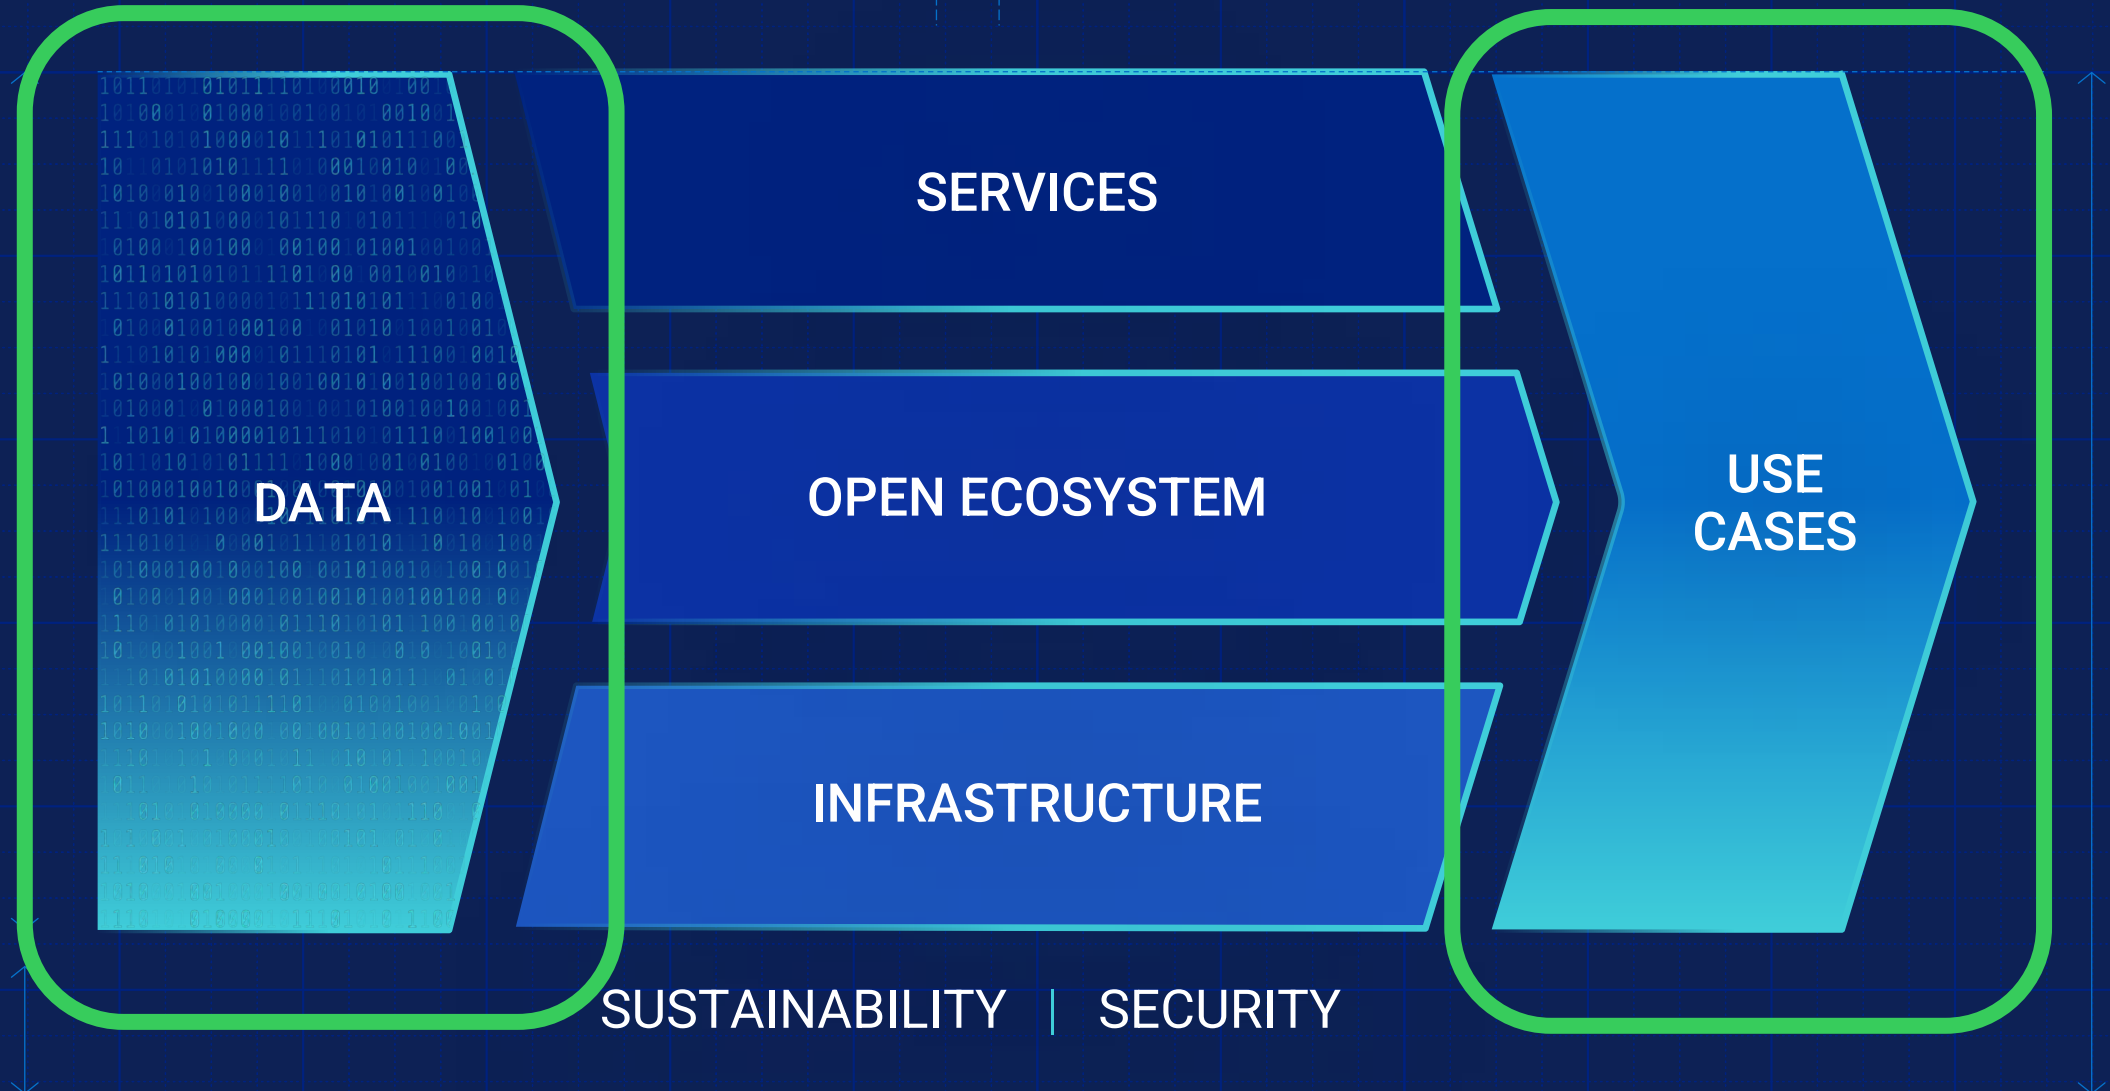 SERVICES
DATA
OPEN ECOSYSTEM
USE
CASES
INFRASTRUCTURE
SUSTAINABILITY | SECURITY